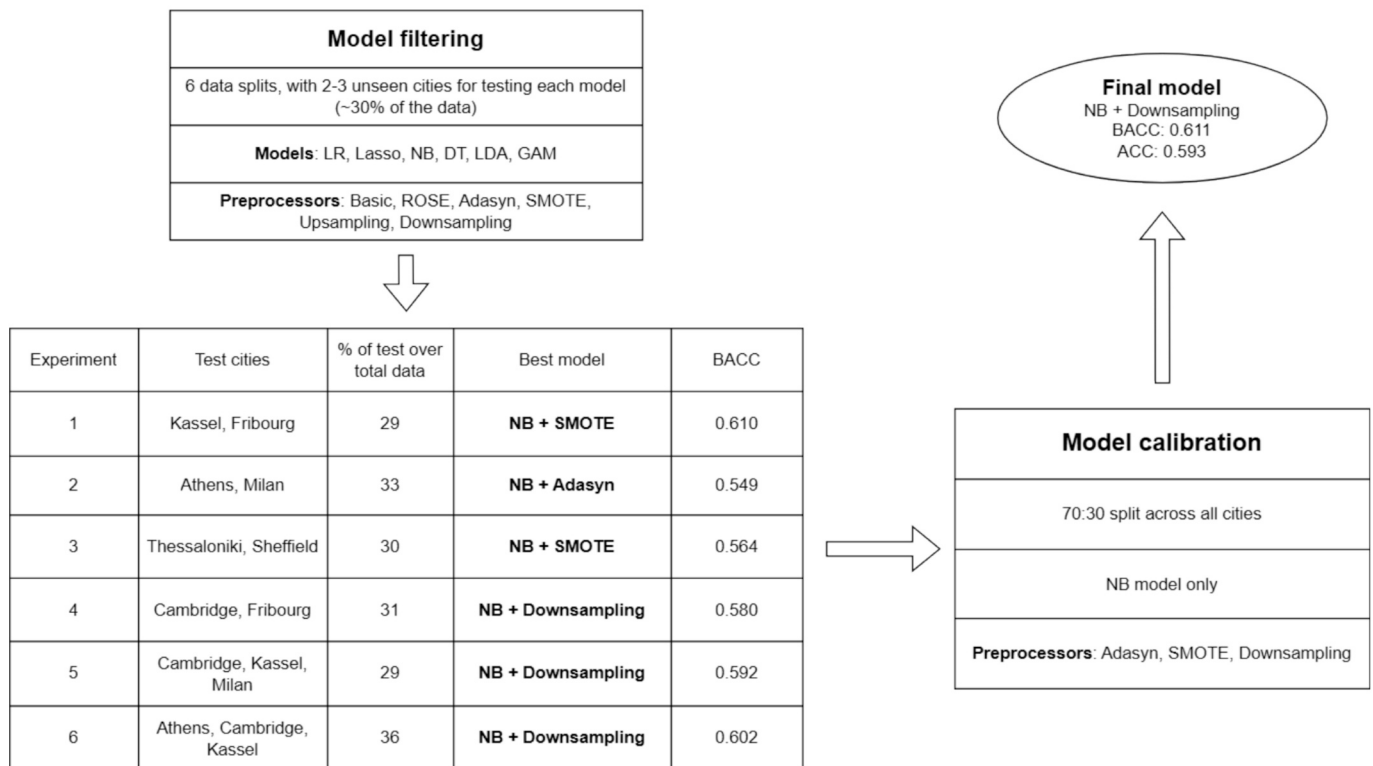 Model filtering
6 data splits, with 2-3 unseen cities for testing each model
(~30% of the data)
Models: LR, Lasso, NB, DT, LDA, GAM
Preprocessors: Basic, ROSE, Adasyn, SMOTE,
Upsampling, Downsampling
Experiment
Test cities
% of test over
total data
Best model
BACC
1
Kassel, Fribourg
29
NB + SMOTE
0.610
2
Athens, Milan
33
NB + Adasyn
0.549
3
Thessaloniki, Sheffield
30
NB + SMOTE
0.564
4
Cambridge, Fribourg
31
NB + Downsampling
0.580
5
Cambridge, Kassel,
Milan
29
NB + Downsampling
0.592
6
Athens, Cambridge,
Kassel
36
NB + Downsampling
0.602
Model calibration
70:30 split across all cities
NB model only
Preprocessors: Adasyn, SMOTE, Downsampling
Final model
NB + Downsampling
BACC: 0.611
ACC: 0.593